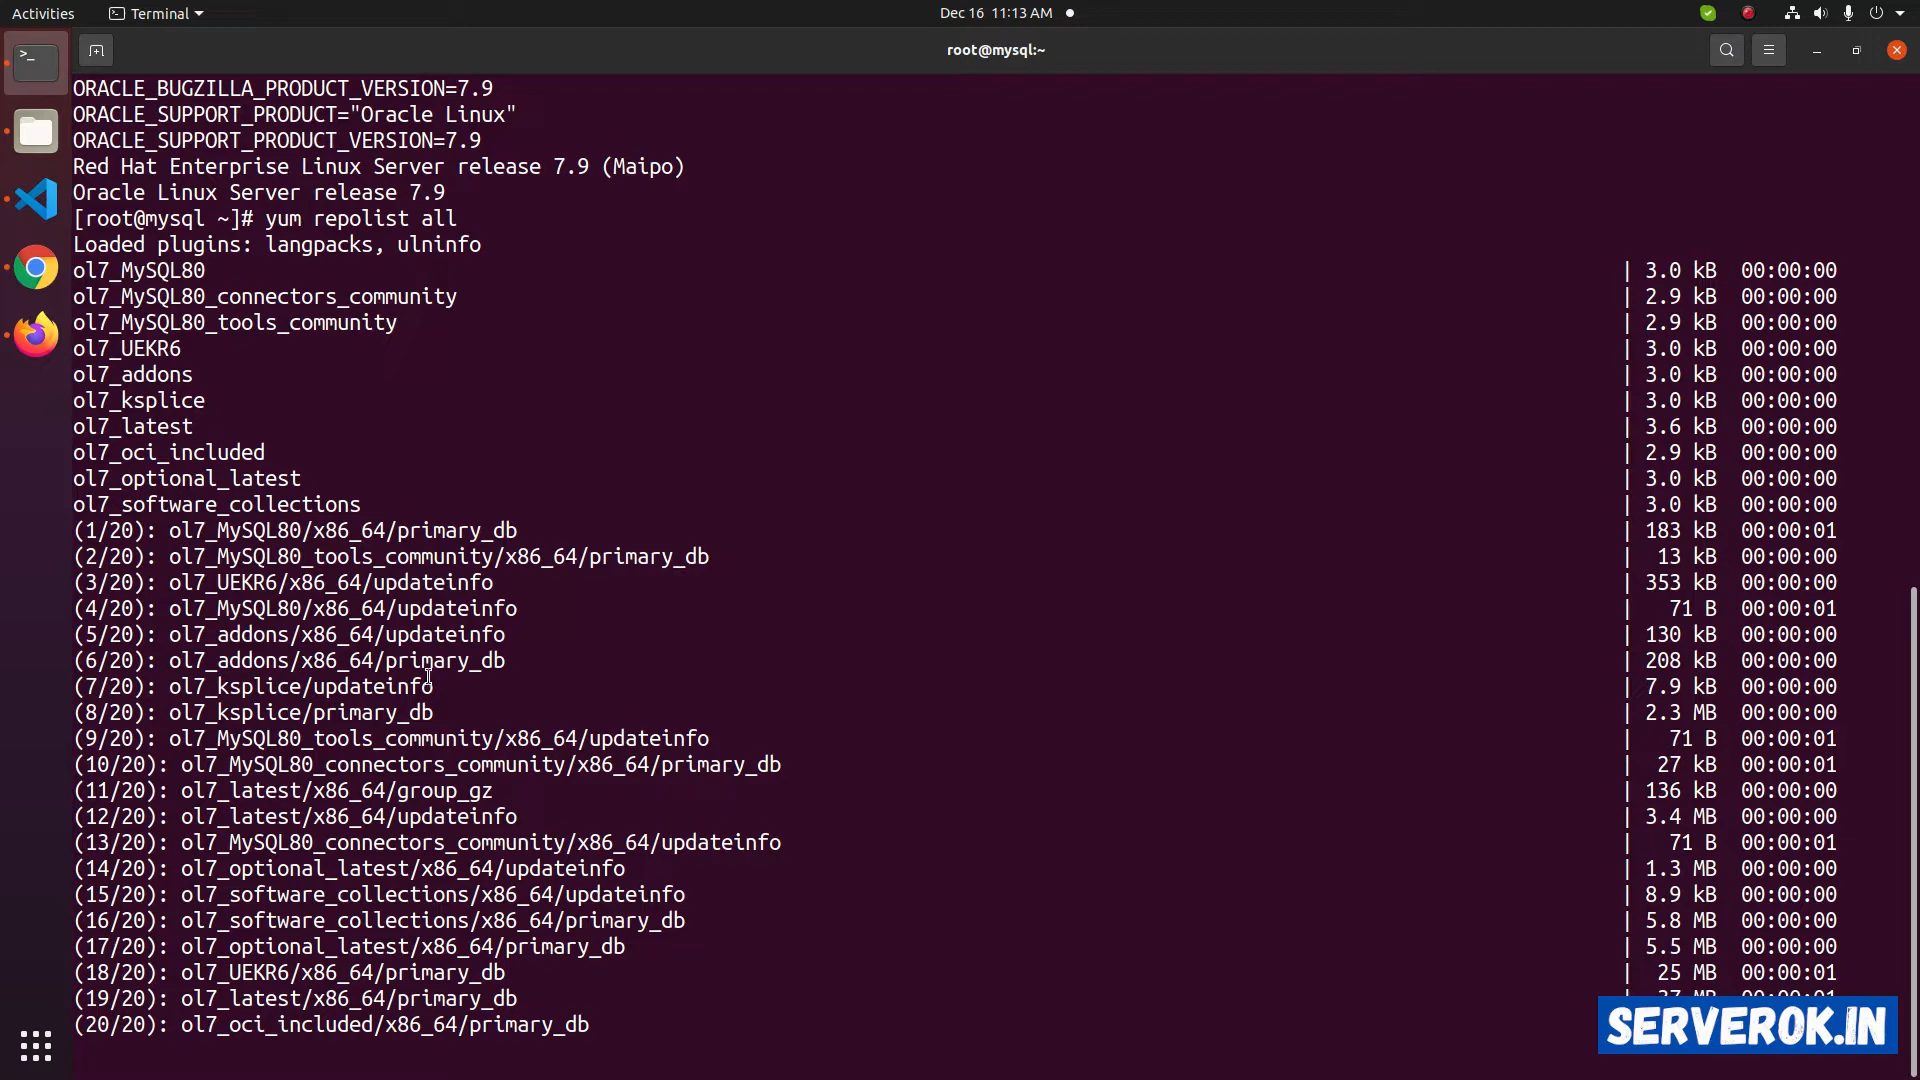 Activities Terminal Dec 16 11:13 AM
root@mysql:~
ORACLE_BUGZILLA_PRODUCT_VERSION=7.9
ORACLE_SUPPORT_PRODUCT="Oracle Linux"
ORACLE_SUPPORT_PRODUCT_VERSION=7.9
Red Hat Enterprise Linux Server release 7.9 (Maipo)
Oracle Linux Server release 7.9
[root@mysql ~]# yum repolist all
Loaded plugins: langpacks, ulninfo
ol7_MySQL80 | 3.0 kB 00:00:00
ol7_MySQL80_connectors_community | 2.9 kB 00:00:00
ol7_MySQL80_tools_community | 2.9 kB 00:00:00
ol7_UEKR6 | 3.0 kB 00:00:00
ol7_addons | 3.0 kB 00:00:00
ol7_ksplice | 3.0 kB 00:00:00
ol7_latest | 3.6 kB 00:00:00
ol7_oci_included | 2.9 kB 00:00:00
ol7_optional_latest | 3.0 kB 00:00:00
ol7_software_collections | 3.0 kB 00:00:00
(1/20): ol7_MySQL80/x86_64/primary_db | 183 kB 00:00:01
(2/20): ol7_MySQL80_tools_community/x86_64/primary_db | 13 kB 00:00:00
(3/20): ol7_UEKR6/x86_64/updateinfo | 353 kB 00:00:00
(4/20): ol7_MySQL80/x86_64/updateinfo | 71 B 00:00:01
(5/20): ol7_addons/x86_64/updateinfo | 130 kB 00:00:00
(6/20): ol7_addons/x86_64/primary_db | 208 kB 00:00:00
(7/20): ol7_ksplice/updateinfo | 7.9 kB 00:00:00
(8/20): ol7_ksplice/primary_db | 2.3 MB 00:00:00
(9/20): ol7_MySQL80_tools_community/x86_64/updateinfo | 71 B 00:00:01
(10/20): ol7_MySQL80_connectors_community/x86_64/primary_db | 27 kB 00:00:01
(11/20): ol7_latest/x86_64/group_gz | 136 kB 00:00:00
(12/20): ol7_latest/x86_64/updateinfo | 3.4 MB 00:00:00
(13/20): ol7_MySQL80_connectors_community/x86_64/updateinfo | 71 B 00:00:01
(14/20): ol7_optional_latest/x86_64/updateinfo | 1.3 MB 00:00:00
(15/20): ol7_software_collections/x86_64/updateinfo | 8.9 kB 00:00:00
(16/20): ol7_software_collections/x86_64/primary_db | 5.8 MB 00:00:00
(17/20): ol7_optional_latest/x86_64/primary_db | 5.5 MB 00:00:00
(18/20): ol7_UEKR6/x86_64/primary_db | 25 MB 00:00:01
(19/20): ol7_latest/x86_64/primary_db
(20/20): ol7_oci_included/x86_64/primary_db
SERVEROK.IN